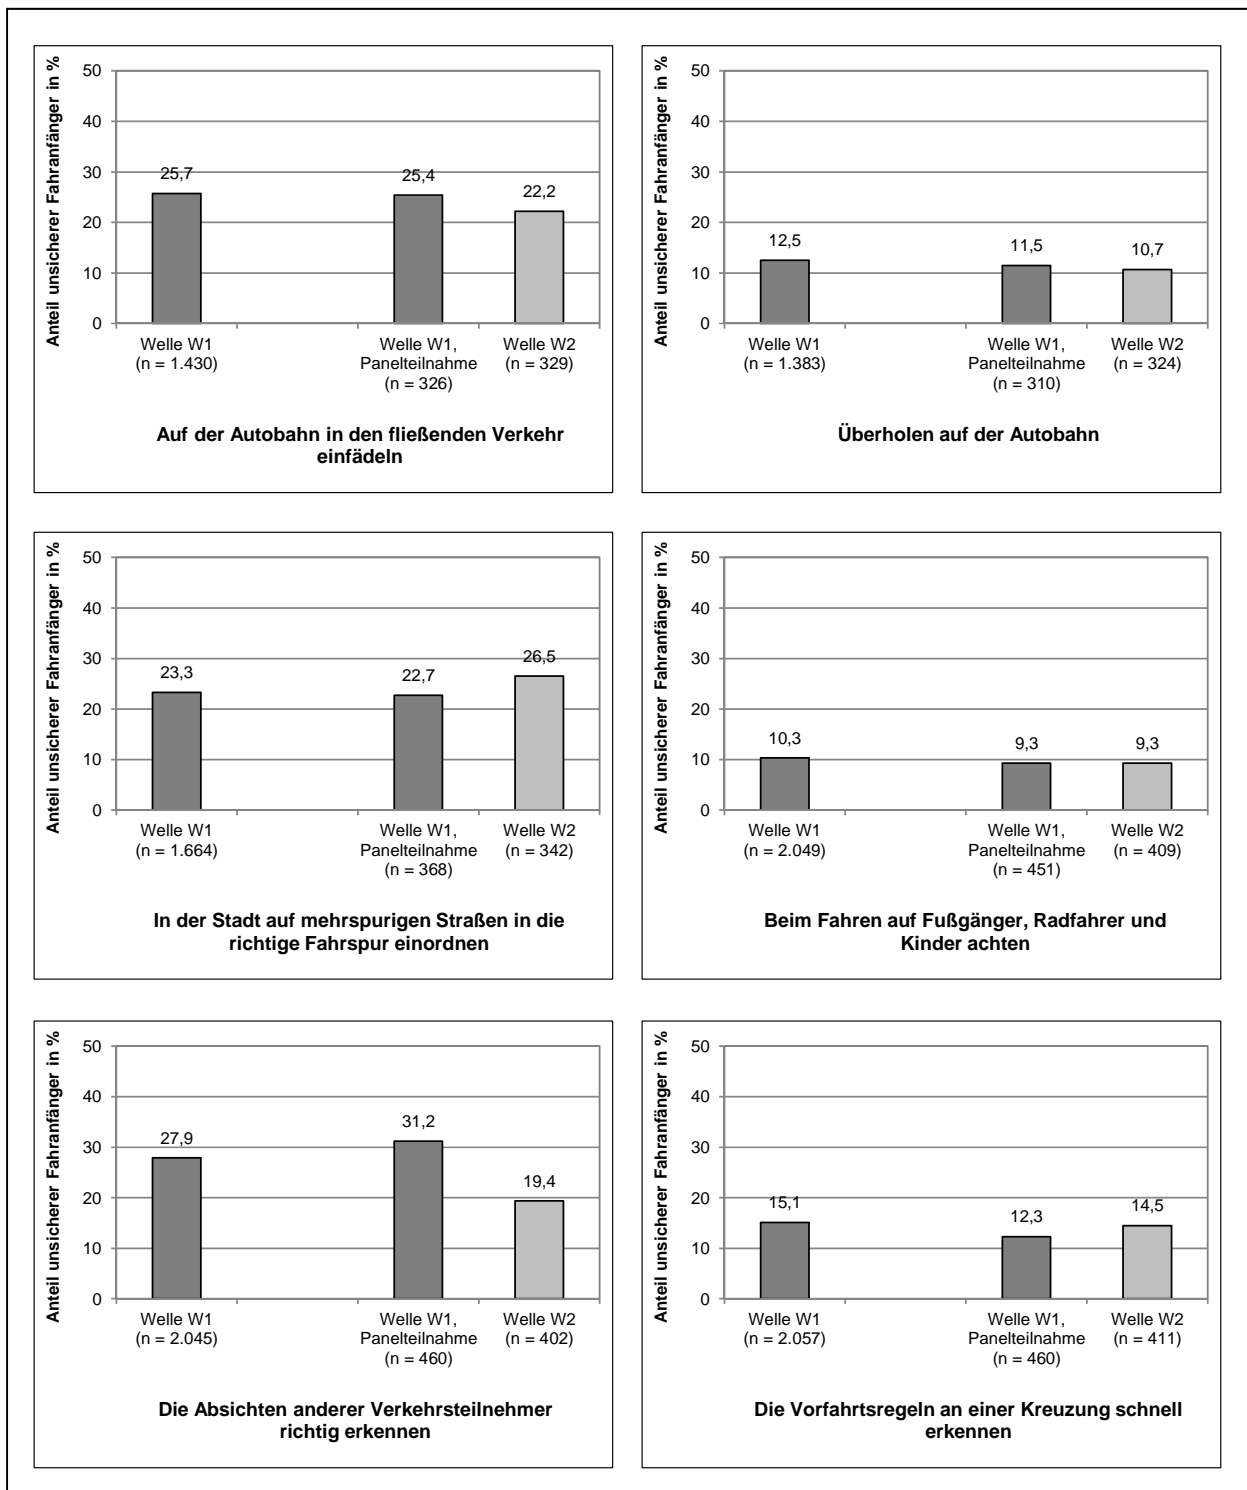 Anteil unsicherer Fahranfänger in %
50
40
30
20
10
0
25,7
25,4
22,2
Welle W1
(n = 1.430)
Welle W1,
Panelteilnahme
(n = 326)
Welle W2
(n = 329)
Auf der Autobahn in den fließenden Verkehr
einfädeln
Anteil unsicherer Fahranfänger in %
50
40
30
20
10
0
12,5
11,5
10,7
Welle W1
(n = 1.383)
Welle W1,
Panelteilnahme
(n = 310)
Welle W2
(n = 324)
Überholen auf der Autobahn
Anteil unsicherer Fahranfänger in %
50
40
30
20
10
0
23,3
22,7
26,5
Welle W1
(n = 1.664)
Welle W1,
Panelteilnahme
(n = 368)
Welle W2
(n = 342)
In der Stadt auf mehrspurigen Straßen in die
richtige Fahrspur einordnen
Anteil unsicherer Fahranfänger in %
50
40
30
20
10
0
10,3
9,3
9,3
Welle W1
(n = 2.049)
Welle W1,
Panelteilnahme
(n = 451)
Welle W2
(n = 409)
Beim Fahren auf Fußgänger, Radfahrer und
Kinder achten
Anteil unsicherer Fahranfänger in %
50
40
30
20
10
0
27,9
31,2
19,4
Welle W1
(n = 2.045)
Welle W1,
Panelteilnahme
(n = 460)
Welle W2
(n = 402)
Die Absichten anderer Verkehrsteilnehmer
richtig erkennen
Anteil unsicherer Fahranfänger in %
50
40
30
20
10
0
15,1
12,3
14,5
Welle W1
(n = 2.057)
Welle W1,
Panelteilnahme
(n = 460)
Welle W2
(n = 411)
Die Vorfahrtsregeln an einer Kreuzung schnell
erkennen